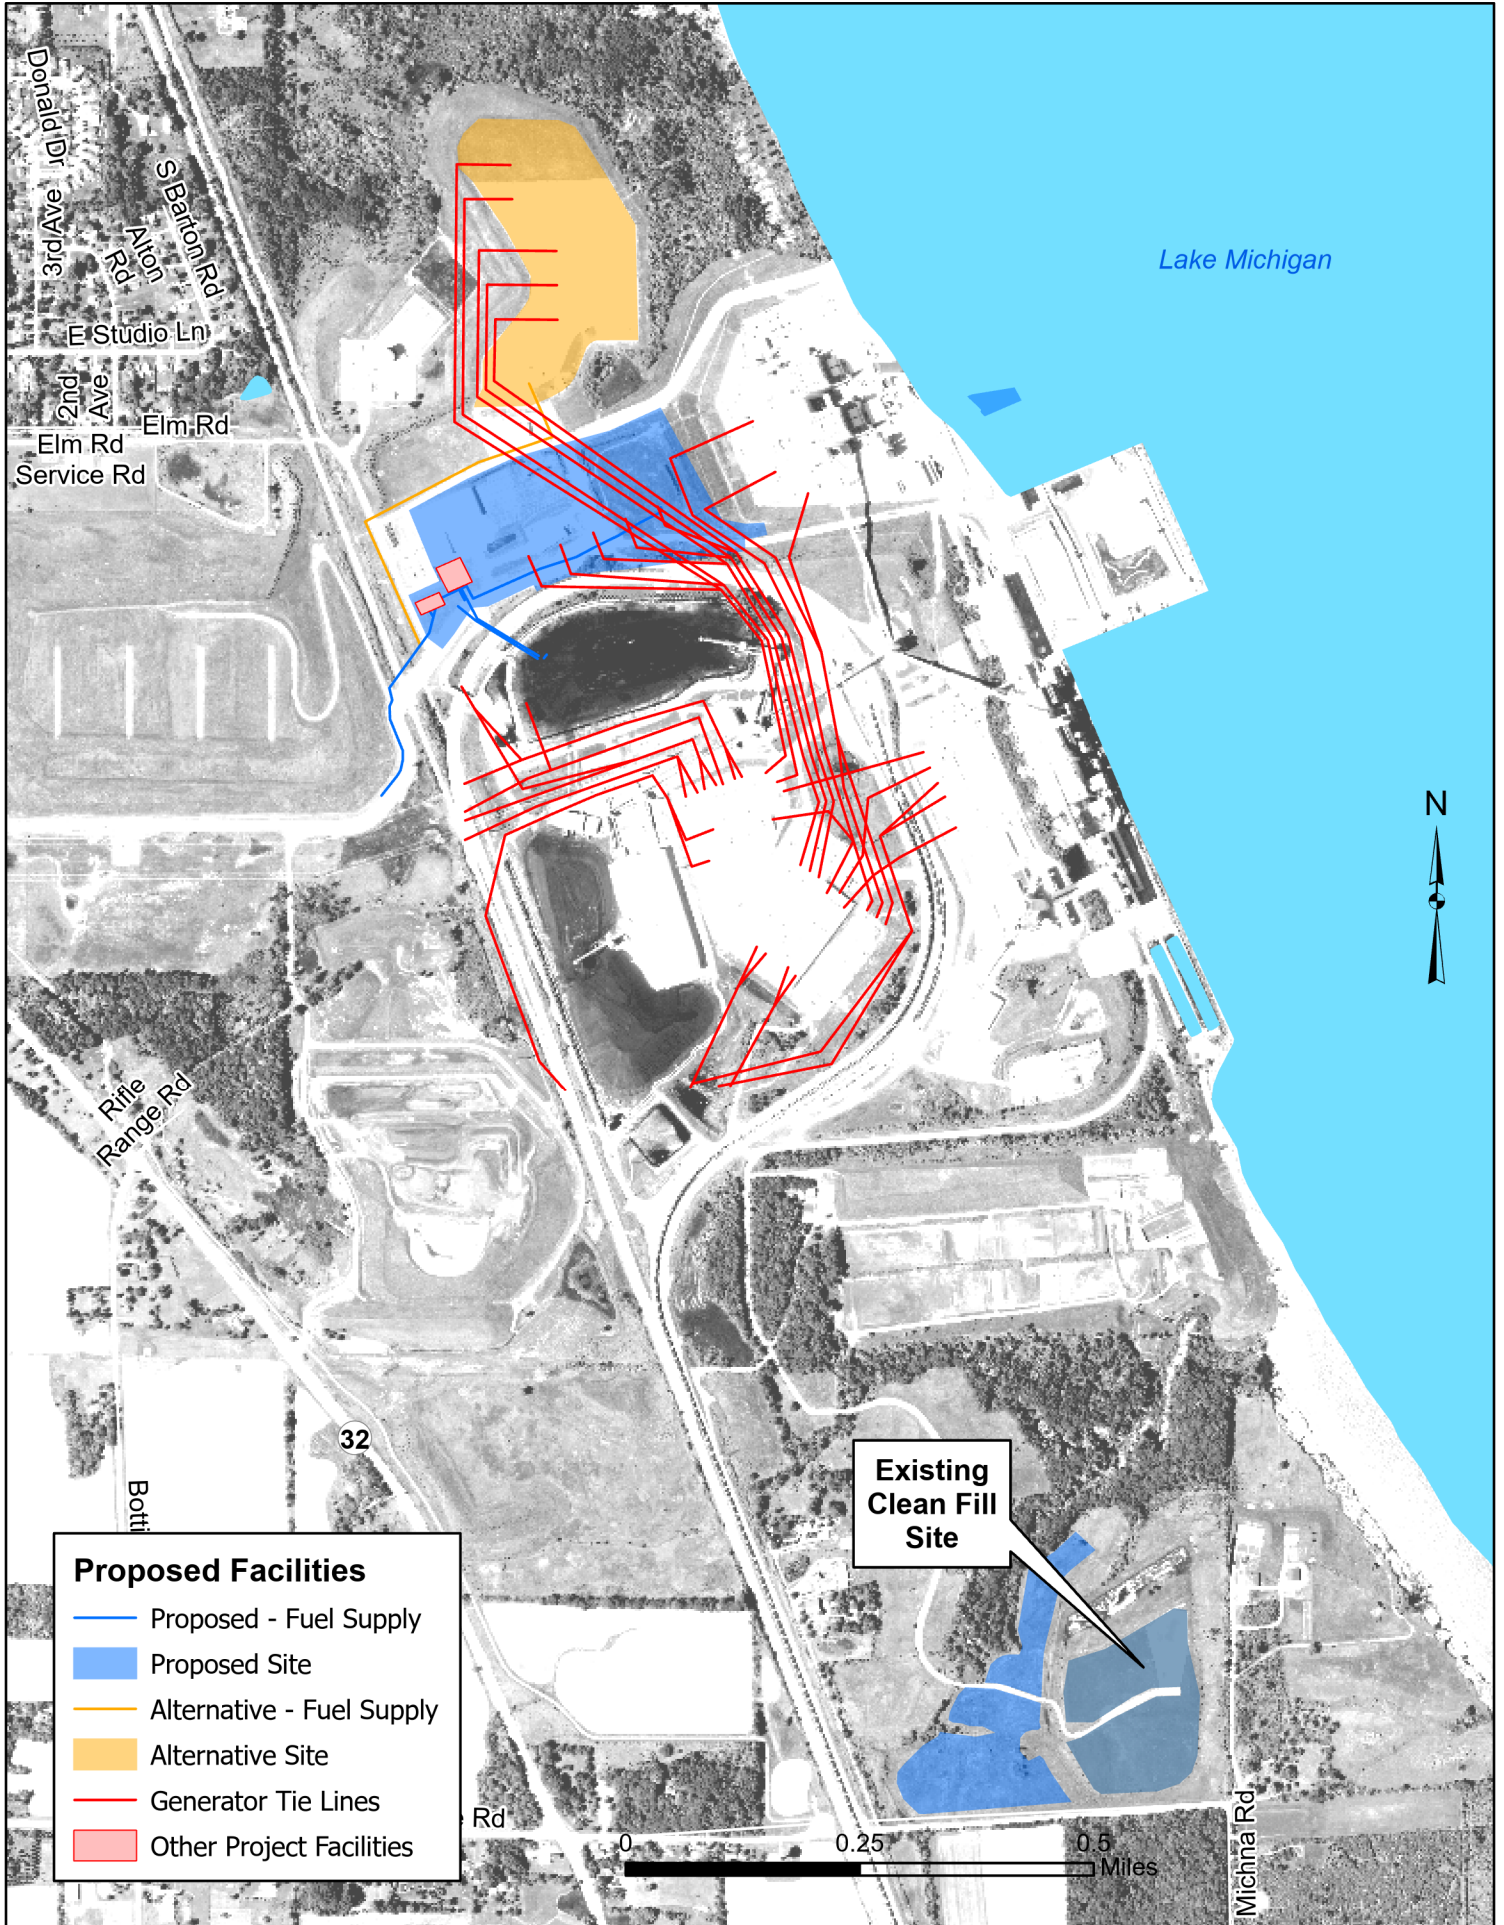 Donald Dr
3rd Ave
S Barton Rd
Alton
Rd
E Studio Ln
2nd
Ave
Elm Rd
Elm Rd
Service Rd
Lake Michigan
N
Rifle
Range Rd
32
Botti
Existing
Clean Fill
Site
Proposed Facilities
Proposed - Fuel Supply
Proposed Site
Alternative - Fuel Supply
Alternative Site
Generator Tie Lines
Other Project Facilities
Rd
0 0.25 0.5
Miles
Michna Rd